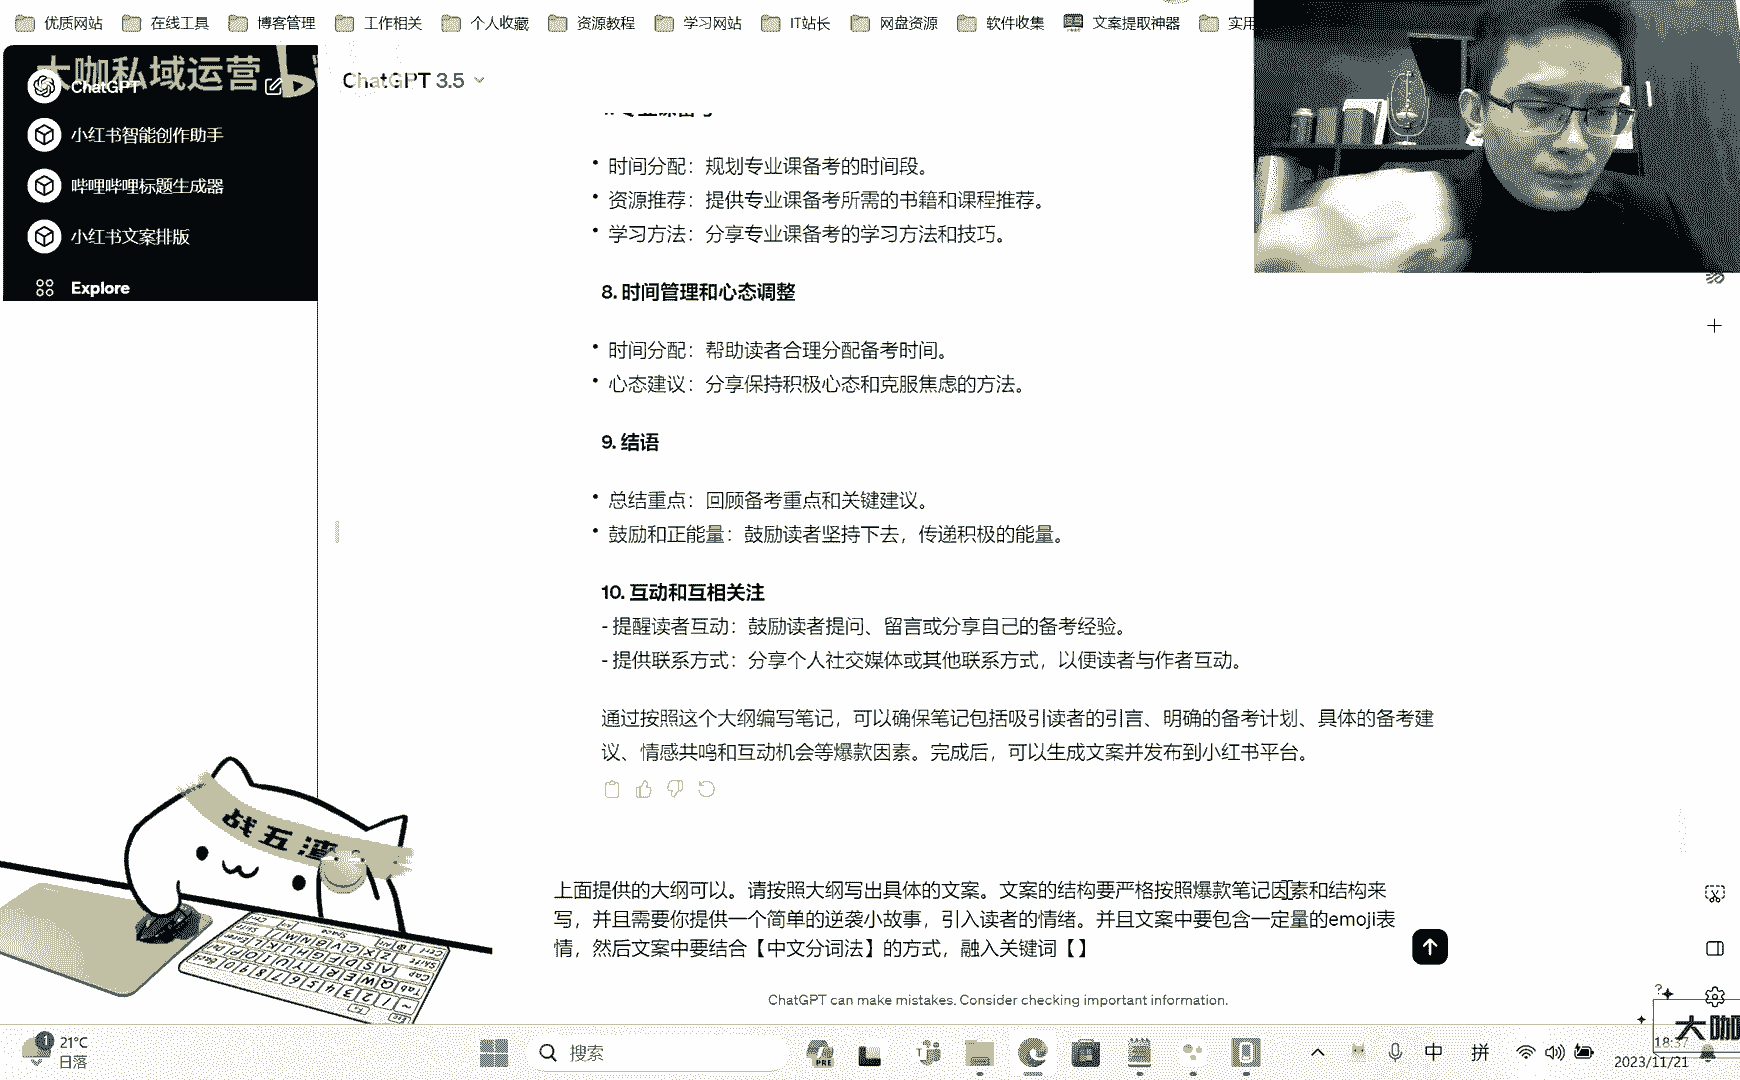 优质网站
在线工具
博客管理
工作相关
个人收藏
资源教程
学习网站
IT站长
网盘资源
软件收集
文案提取神器
实用
大咖私域运营
ChatGPT
ChatGPT 3.5
小红书智能创作助手
哔哩哔哩标题生成器
小红书文案排版
Explore
时间分配：规划专业课备考的时间段。
资源推荐：提供专业课备考所需的书籍和课程推荐。
学习方法：分享专业课备考的学习方法和技巧。
8. 时间管理和心态调整
时间分配：帮助读者合理分配备考时间。
心态建议：分享保持积极心态和克服焦虑的方法。
9. 结语
总结重点：回顾备考重点和关键建议。
鼓励和正能量：鼓励读者坚持下去，传递积极的能量。
10. 互动和互相关注
- 提醒读者互动：鼓励读者提问、留言或分享自己的备考经验。
- 提供联系方式：分享个人社交媒体或其他联系方式，以便读者与作者互动。
通过按照这个大纲编写笔记，可以确保笔记包括吸引读者的引言、明确的备考计划、具体的备考建
议、情感共鸣和互动机会等爆款因素。完成后，可以生成文案并发布到小红书平台。
上面提供的大纲可以。请按照大纲写出具体的文案。文案的结构要严格按照爆款笔记因素和结构来
写，并且需要你提供一个简单的逆袭小故事，引入读者的情绪。并且文案中要包含一定量的emoji表
情，然后文案中要结合【中文分词法】的方式，融入关键词【】
ChatGPT can make mistakes. Consider checking important information.
战五渣
大咖
1
21°C
日落
搜索
PRE
中
拼
18:37
2023/11/21